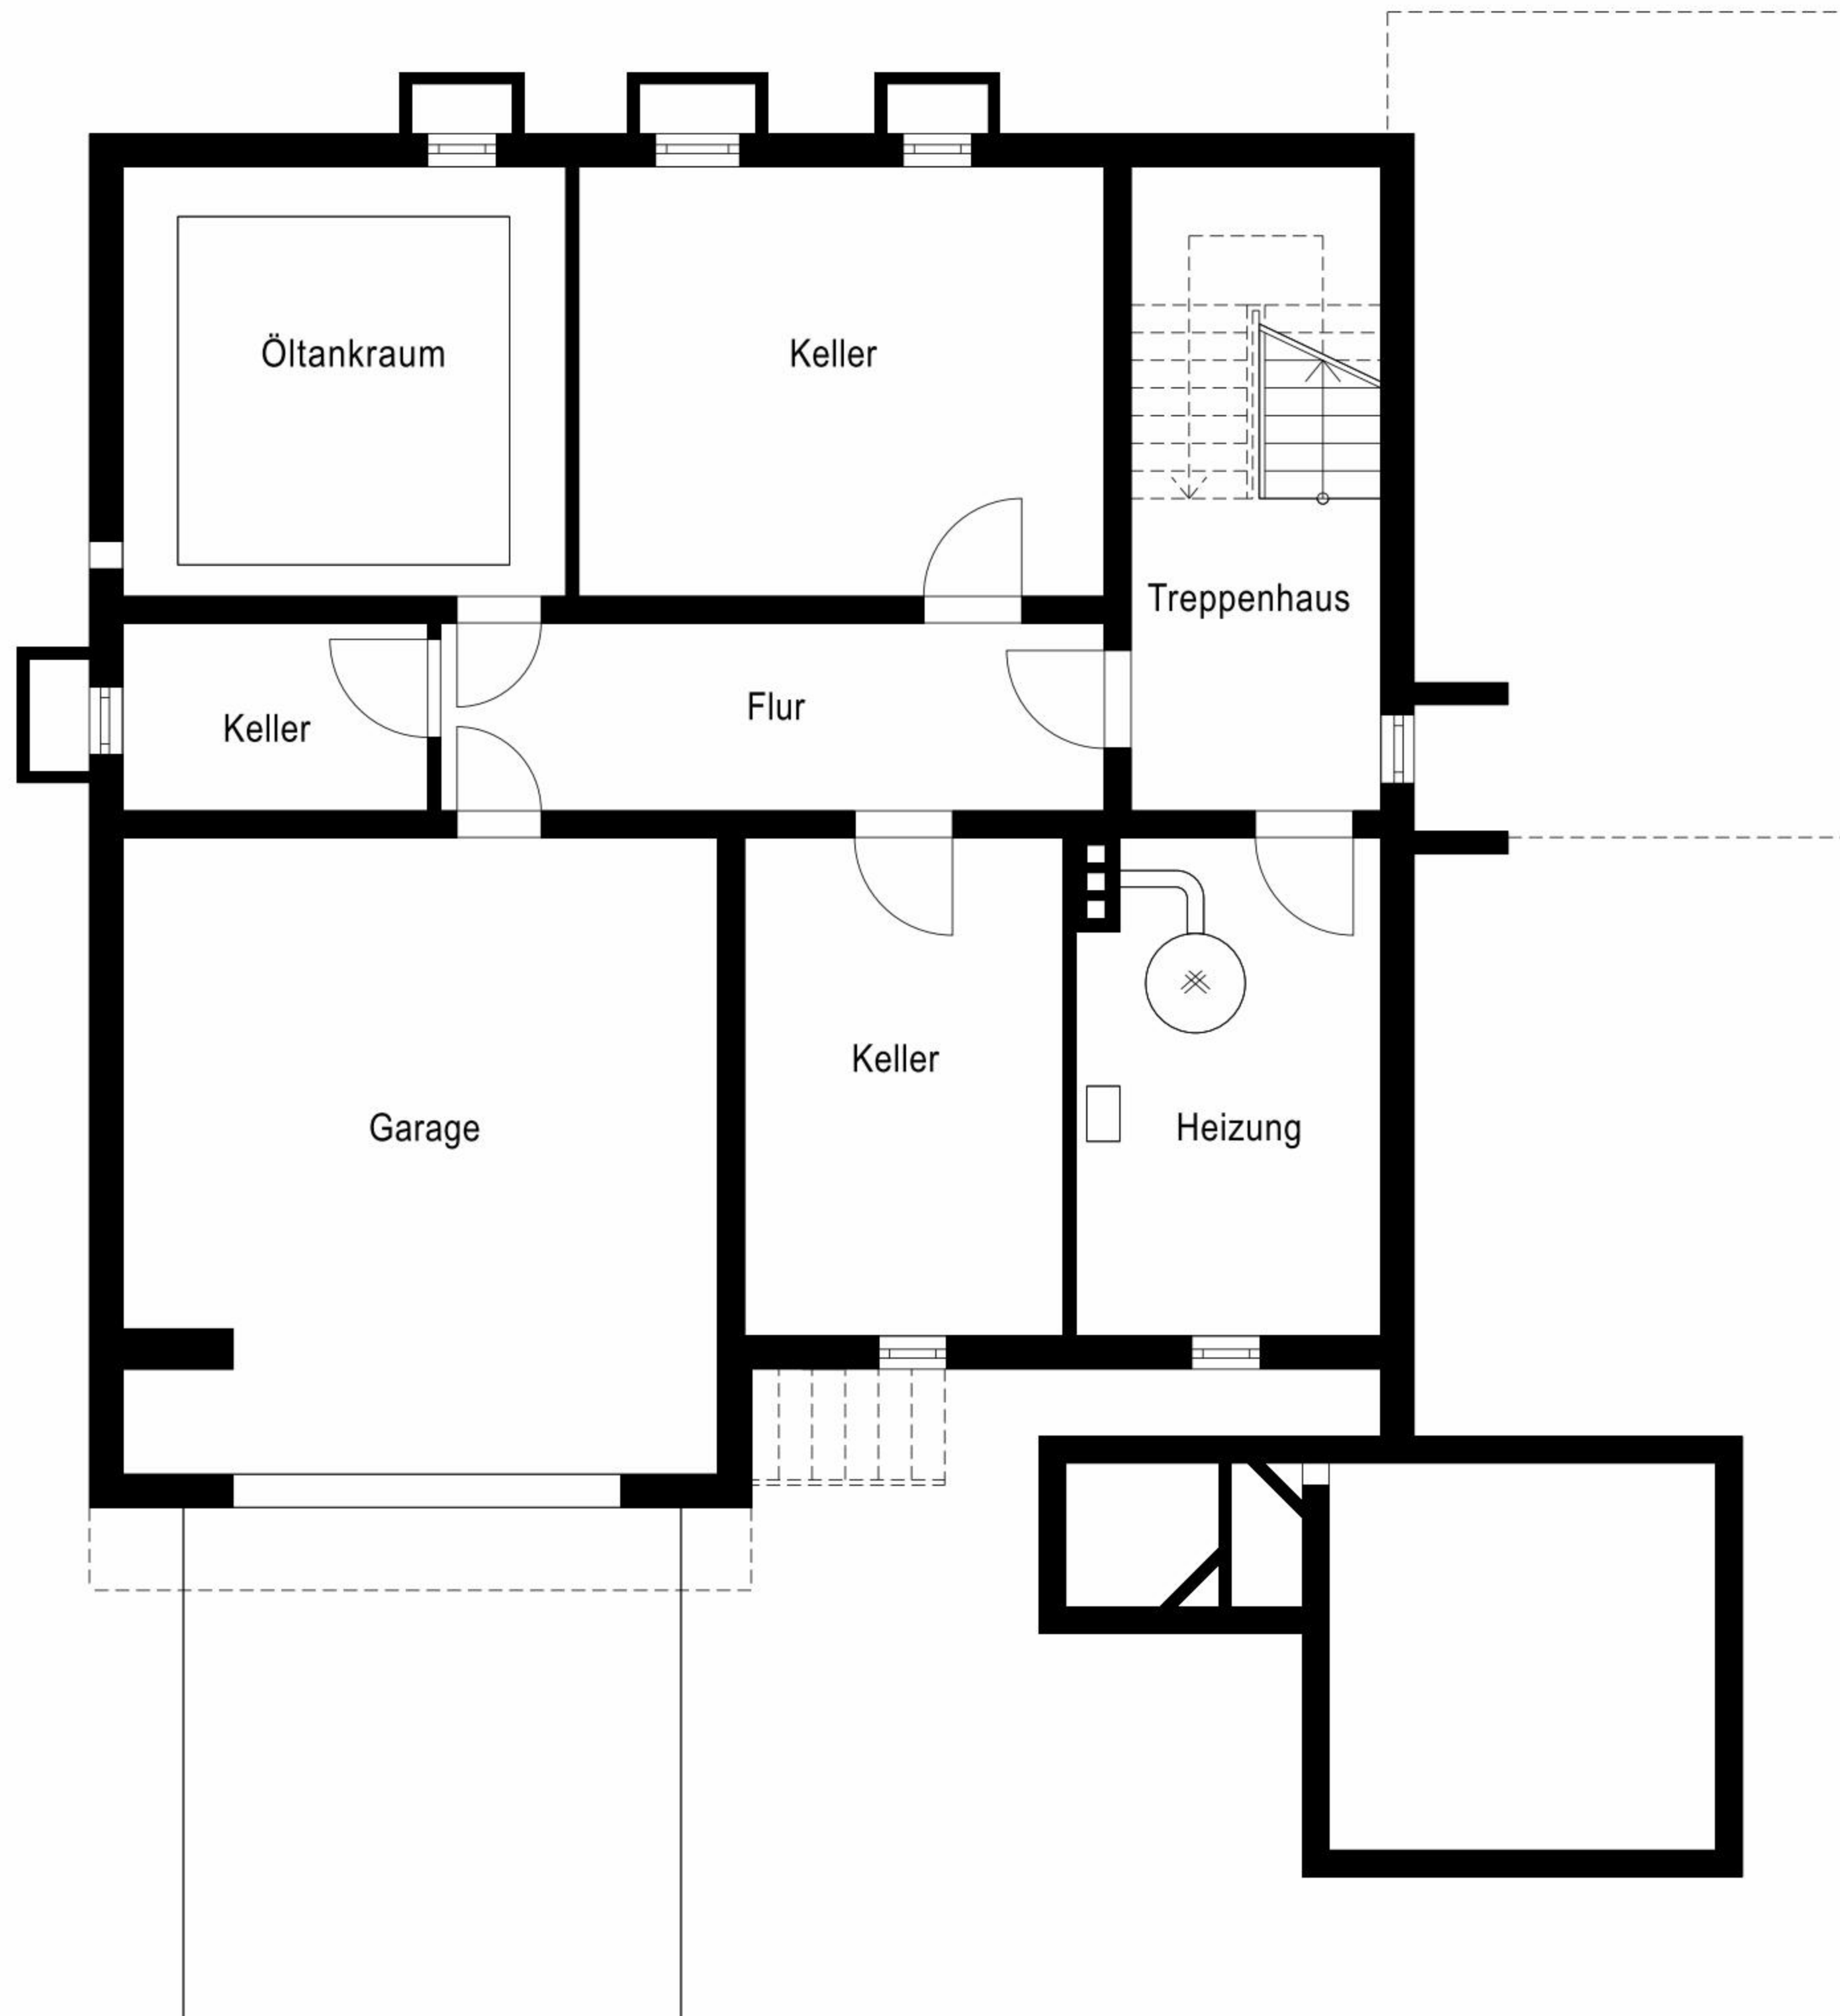 Öltankraum
Keller
Treppenhaus
Keller
Flur
Keller
Garage
Heizung